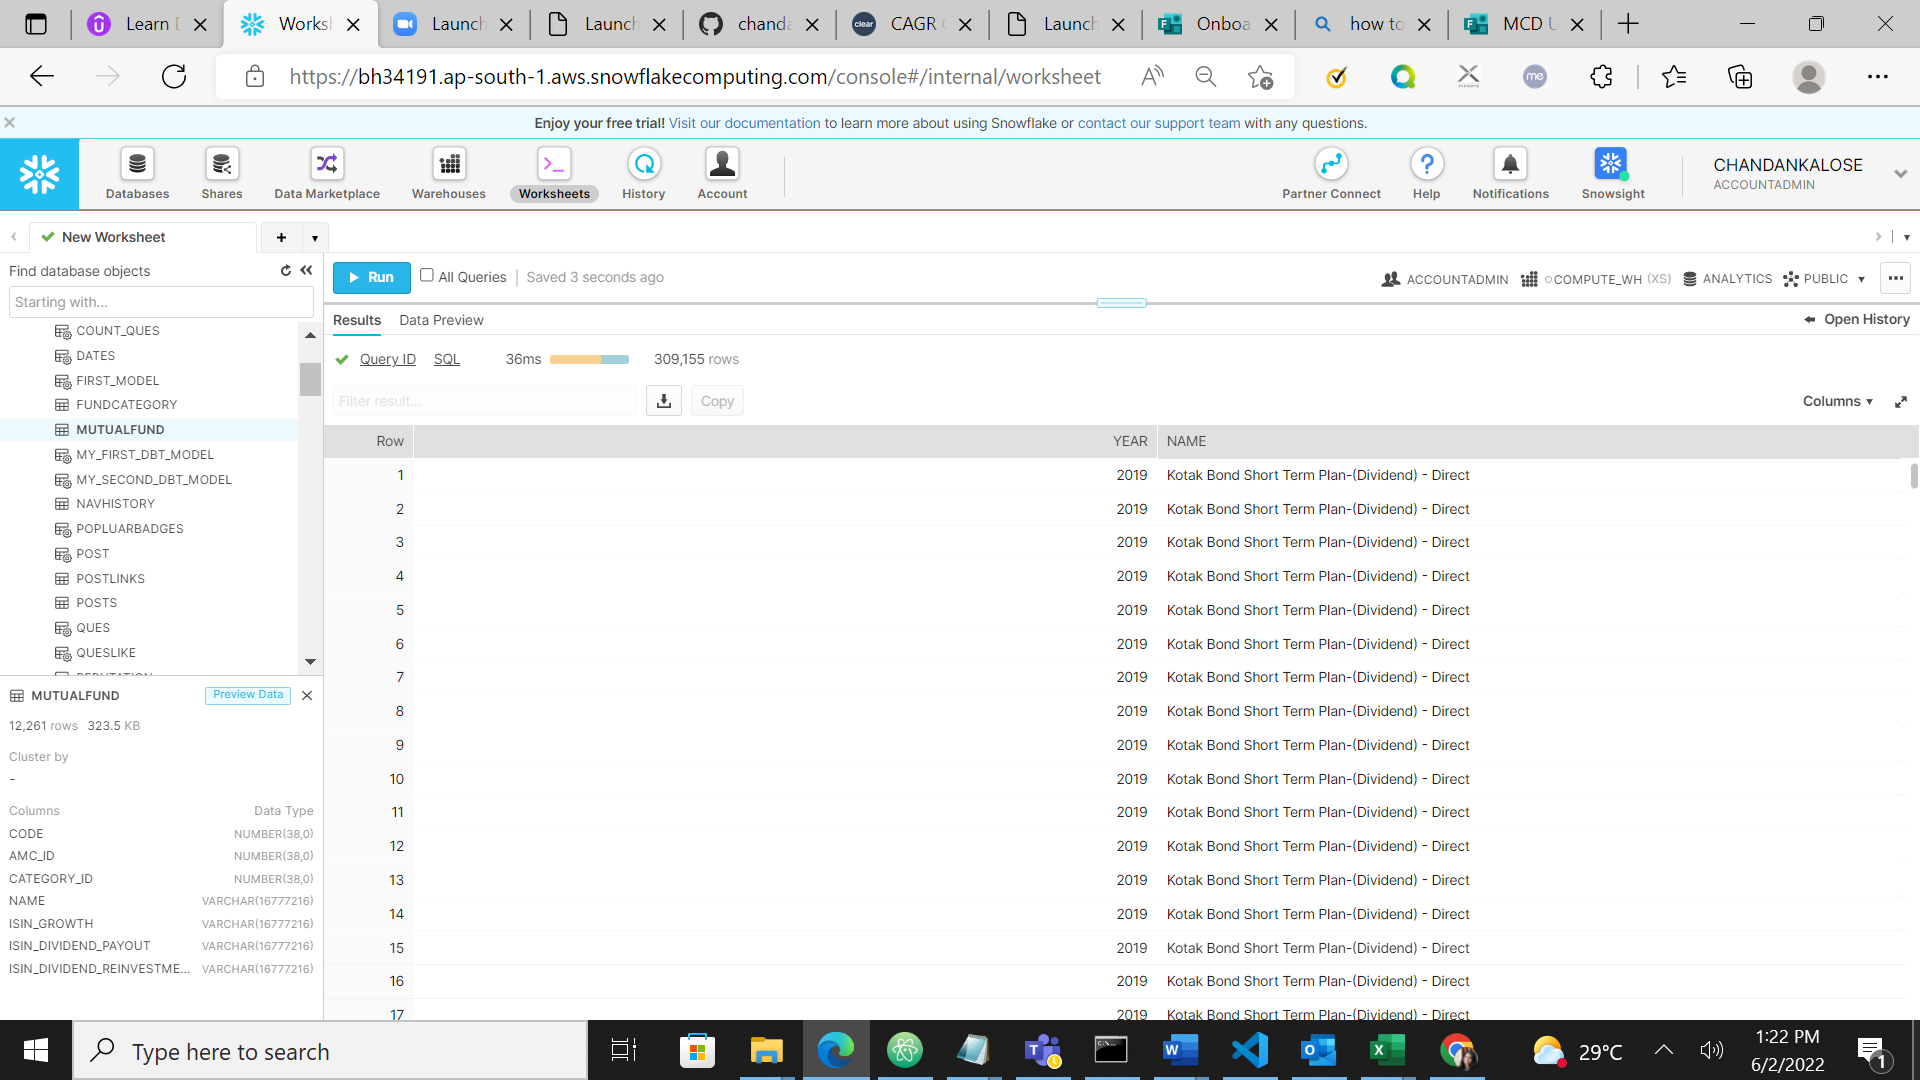 Learn D
Works
Launch
Launch
chanda
clear
CAGR C
Launch
Onboa
how to
MCD U
https://bh34191.ap-south-1.aws.snowflakecomputing.com/console#/internal/worksheet
me
Enjoy your free trial! Visit our documentation to learn more about using Snowflake or contact our support team with any questions.
Databases
Shares
Data Marketplace
Warehouses
Worksheets
History
Account
Partner Connect
Help
Notifications
Snowsight
CHANDANKALOSE
ACCOUNTADMIN
New Worksheet
Find database objects
Starting with...
Run
All Queries
Saved 3 seconds ago
ACCOUNTADMIN
COMPUTE_WH (XS)
ANALYTICS
PUBLIC
COUNT_QUES
DATES
FIRST_MODEL
FUNDCATEGORY
MUTUALFUND
MY_FIRST_DBT_MODEL
MY_SECOND_DBT_MODEL
NAVHISTORY
POPLUARBADGES
POST
POSTLINKS
POSTS
QUES
QUESLIKE
MUTUALFUND
Preview Data
12,261 rows 323.5 KB
Cluster by
-
Columns Data Type
CODE NUMBER(38,0)
AMC_ID NUMBER(38,0)
CATEGORY_ID NUMBER(38,0)
NAME VARCHAR(16777216)
ISIN_GROWTH VARCHAR(16777216)
ISIN_DIVIDEND_PAYOUT VARCHAR(16777216)
ISIN_DIVIDEND_REINVESTME... VARCHAR(16777216)
Results
Data Preview
Open History
Query ID
SQL
36ms
309,155 rows
Filter result...
Copy
Columns
Row YEAR NAME
1 2019 Kotak Bond Short Term Plan-(Dividend) - Direct
2 2019 Kotak Bond Short Term Plan-(Dividend) - Direct
3 2019 Kotak Bond Short Term Plan-(Dividend) - Direct
4 2019 Kotak Bond Short Term Plan-(Dividend) - Direct
5 2019 Kotak Bond Short Term Plan-(Dividend) - Direct
6 2019 Kotak Bond Short Term Plan-(Dividend) - Direct
7 2019 Kotak Bond Short Term Plan-(Dividend) - Direct
8 2019 Kotak Bond Short Term Plan-(Dividend) - Direct
9 2019 Kotak Bond Short Term Plan-(Dividend) - Direct
10 2019 Kotak Bond Short Term Plan-(Dividend) - Direct
11 2019 Kotak Bond Short Term Plan-(Dividend) - Direct
12 2019 Kotak Bond Short Term Plan-(Dividend) - Direct
13 2019 Kotak Bond Short Term Plan-(Dividend) - Direct
14 2019 Kotak Bond Short Term Plan-(Dividend) - Direct
15 2019 Kotak Bond Short Term Plan-(Dividend) - Direct
16 2019 Kotak Bond Short Term Plan-(Dividend) - Direct
17 2019 Kotak Bond Short Term Plan-(Dividend) - Direct
Type here to search
29°C
1:22 PM
6/2/2022
1